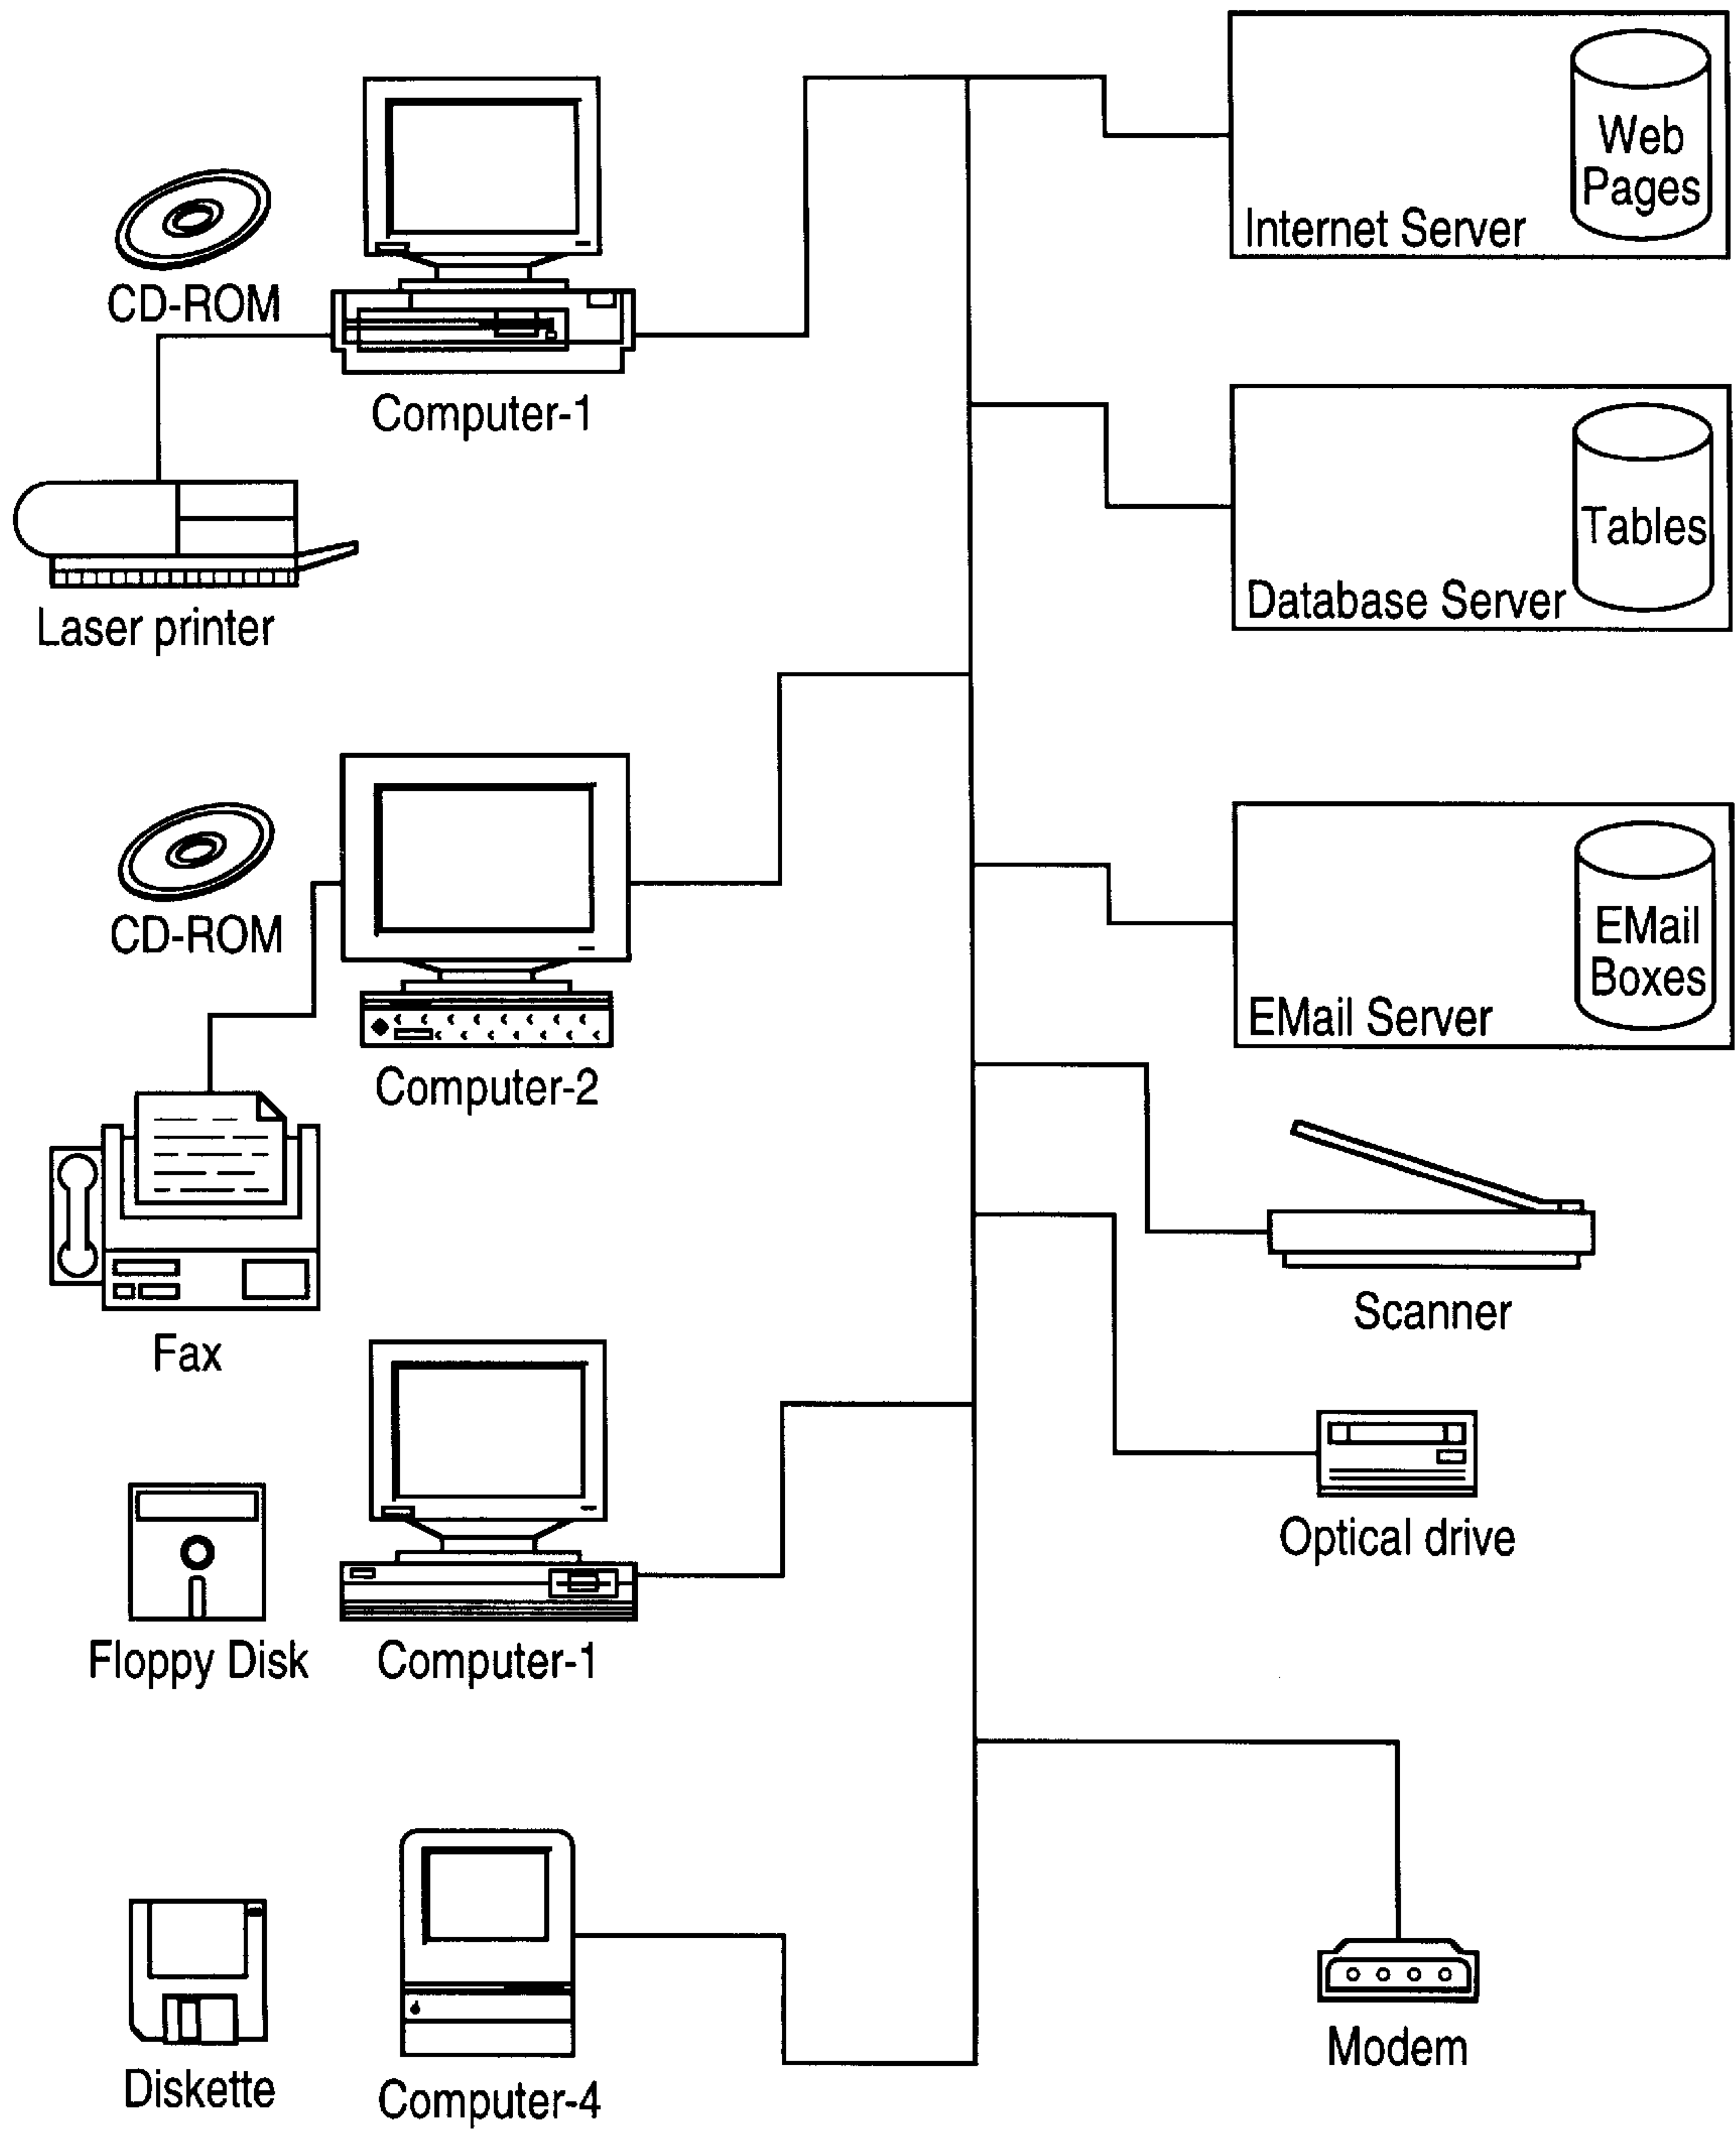 Web
Pages
Internet Server
CD-ROM
Computer-1
Tables
Database Server
Laser printer
CD-ROM
EMail
Boxes
EMail Server
Computer-2
Scanner
Fax
Optical drive
Floppy Disk
Computer-1
Modem
Diskette
Computer-4